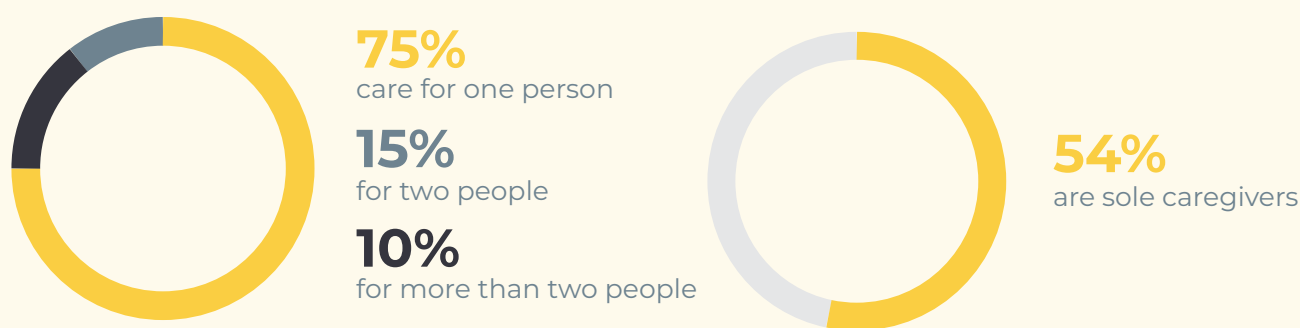 75%
care for one person
15%
for two people
10%
for more than two people
54%
are sole caregivers